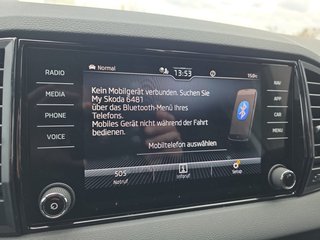 Normal
13:53
15.0°C
RADIO
MEDIA
PHONE
VOICE
Kein Mobilgerät verbunden. Suchen Sie
My Skoda 6481
über das Bluetooth-Menü Ihres
Telefons.
Mobiles Gerät nicht während der Fahrt
bedienen.
Mobiltelefon auswählen
SOS
Notruf
Inforuf
Setup
NAV
APP
CAR
MENU